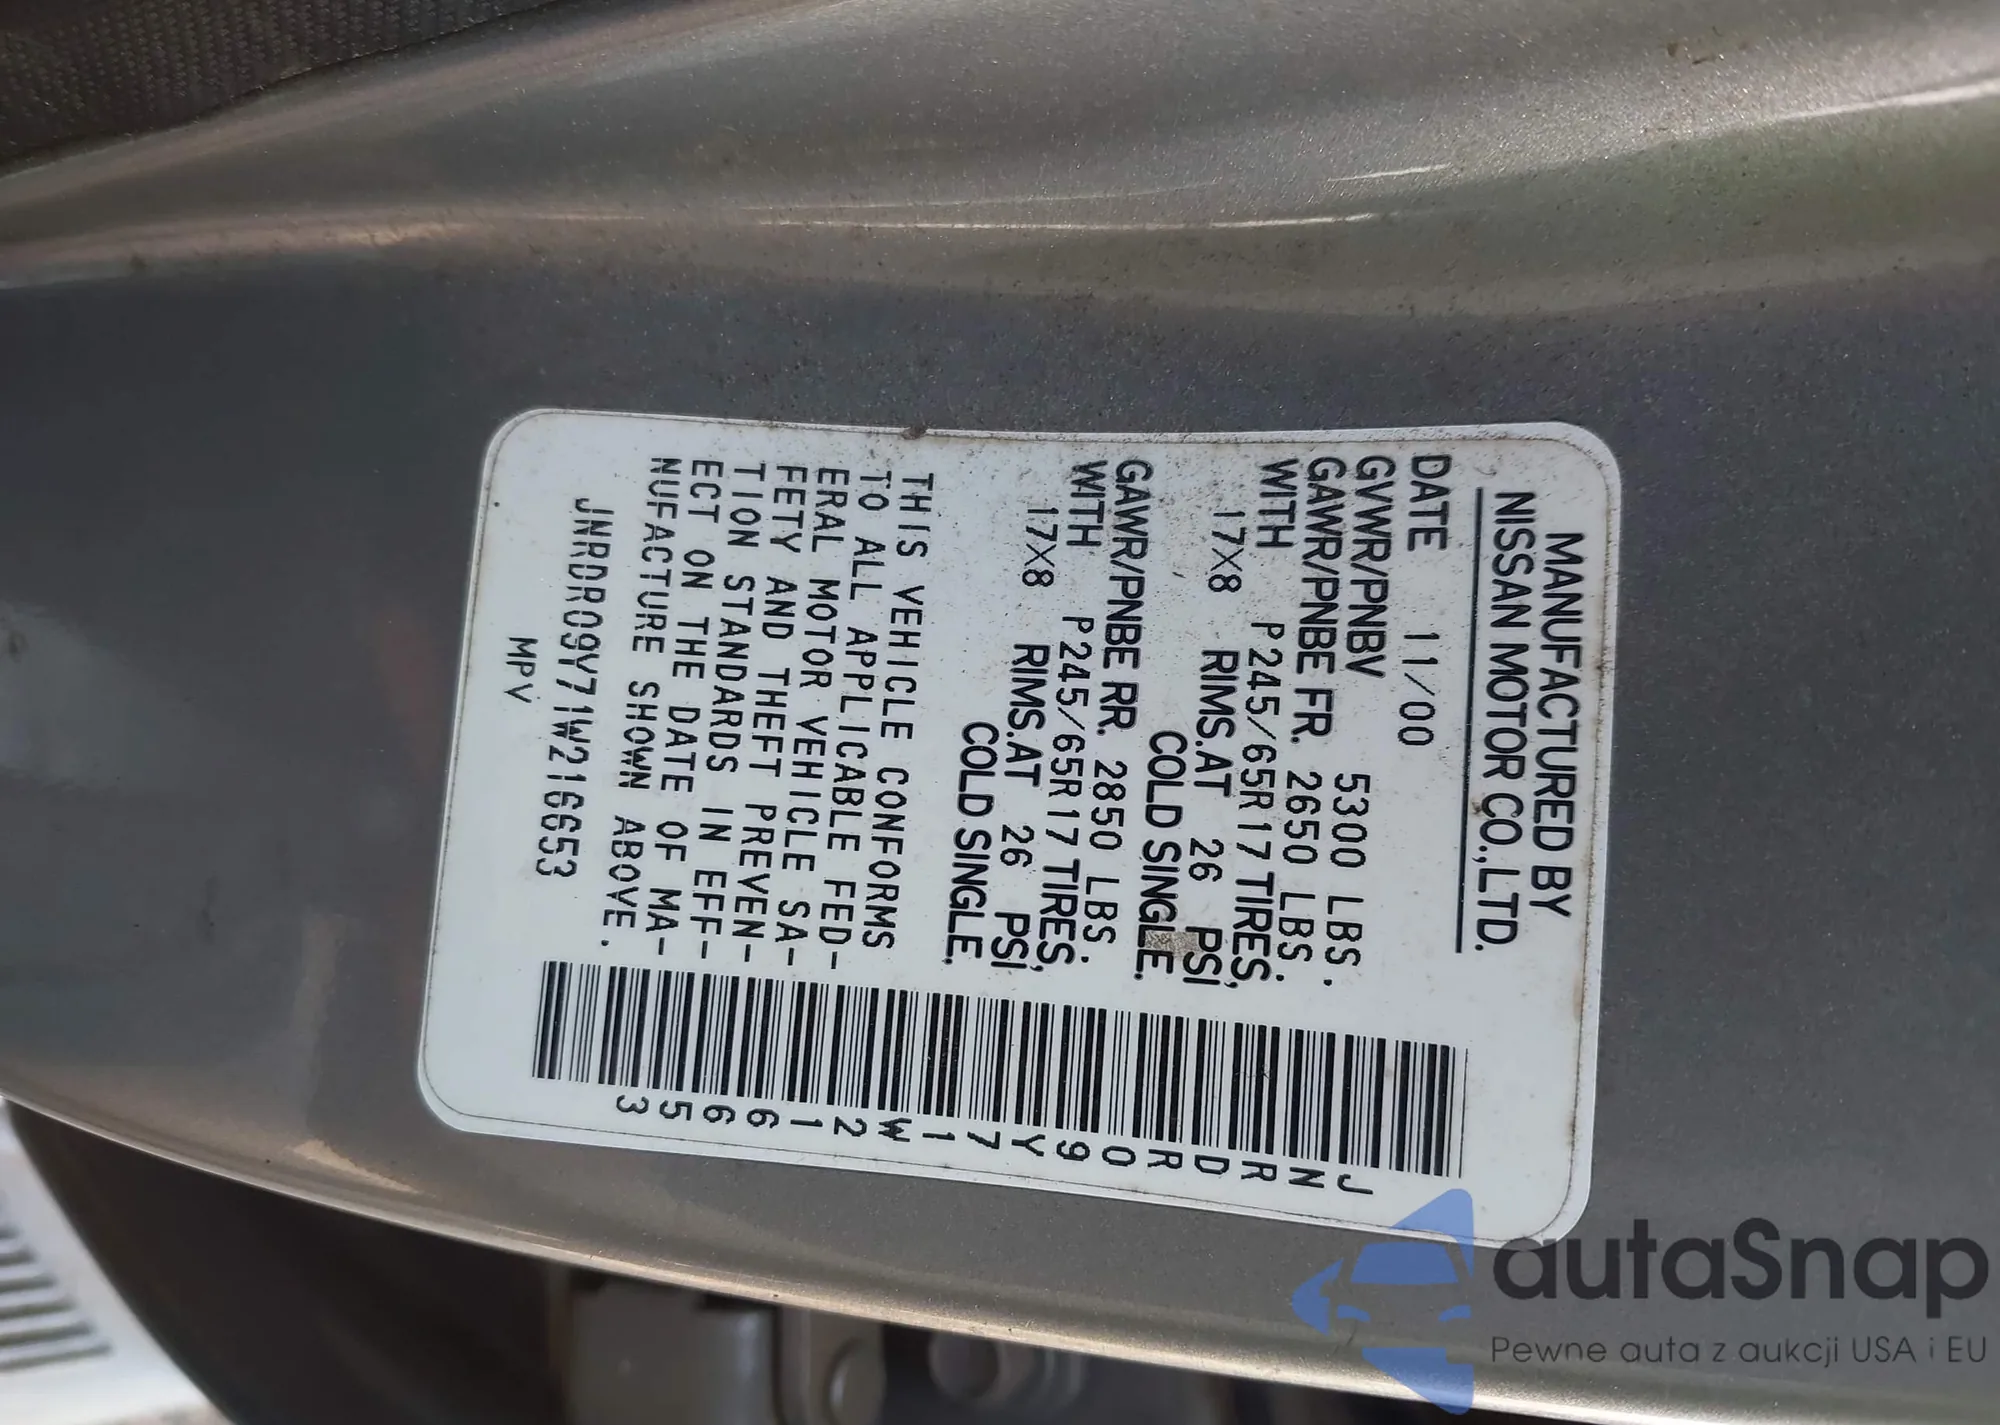 MANUFACTURED BY
NISSAN MOTOR CO.,LTD.
DATE 11/00
GVWR/PNBV 5300 LBS.
GAWR/PNBE FR. 2650 LBS.
WITH P245/65R17 TIRES,
17X8 RIMS.AT 26 PSI
COLD SINGLE.
GAWR/PNBE RR. 2850 LBS.
WITH P245/65R17 TIRES,
17X8 RIMS.AT 26 PSI
COLD SINGLE.
THIS VEHICLE CONFORMS
TO ALL APPLICABLE FED-
ERAL MOTOR VEHICLE SA-
FETY AND THEFT PREVEN-
TION STANDARDS IN EFF-
ECT ON THE DATE OF MA-
NUFACTURE SHOWN ABOVE.
JNRDR09Y71W216653
MPV
JNRDR09Y71W216653
autaSnap
Pewne auta z aukcji USA i EU